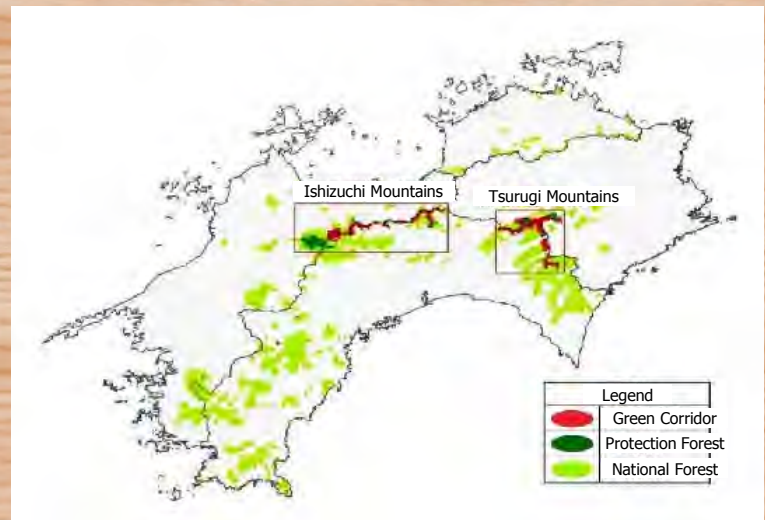 Ishizuchi Mountains
Tsurugi Mountains
Legend
Green Corridor
Protection Forest
National Forest